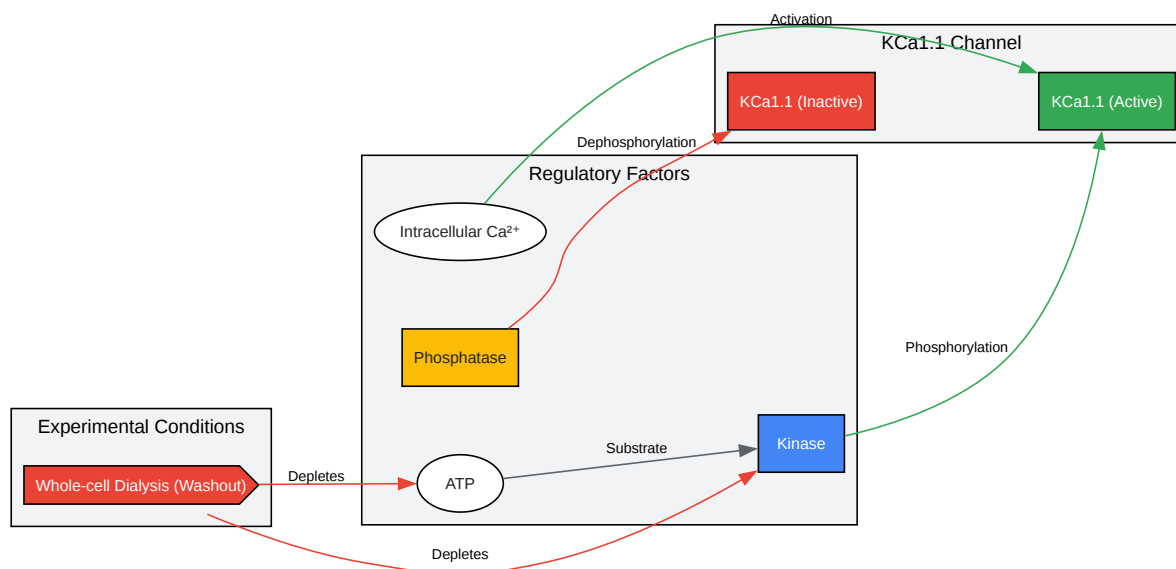 Activation
KCa1.1 Channel
KCa1.1 (Inactive)
KCa1.1 (Active)
Dephosphorylation
Regulatory Factors
Intracellular Ca²⁺
Phosphatase
Phosphorylation
Experimental Conditions
Kinase
Substrate
Whole-cell Dialysis (Washout)
Depletes
ATP
Depletes